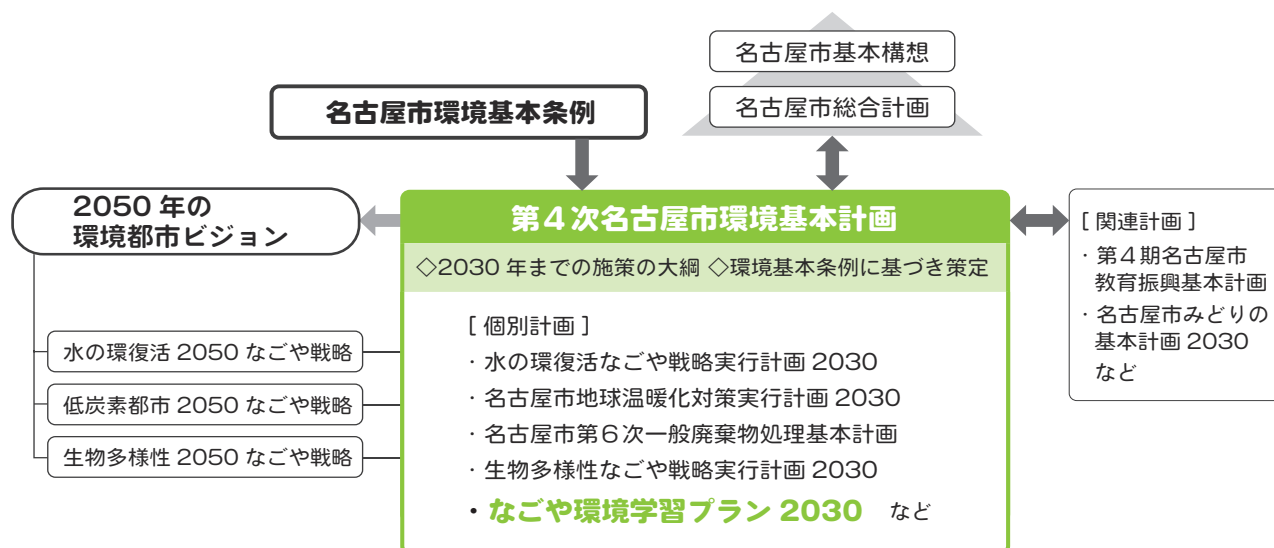 名古屋市基本構想
名古屋市総合計画
名古屋市環境基本条例
2050 年の
環境都市ビジョン
第4次名古屋市環境基本計画
◇2030 年までの施策の大綱 ◇環境基本条例に基づき策定
[ 個別計画 ]
・水の環復活なごや戦略実行計画 2030
・名古屋市地球温暖化対策実行計画 2030
・名古屋市第6次一般廃棄物処理基本計画
・生物多様性なごや戦略実行計画 2030
・なごや環境学習プラン 2030 など
水の環復活 2050 なごや戦略
低炭素都市 2050 なごや戦略
生物多様性 2050 なごや戦略
[ 関連計画 ]
・第4期名古屋市
教育振興基本計画
・名古屋市みどりの
基本計画 2030
など